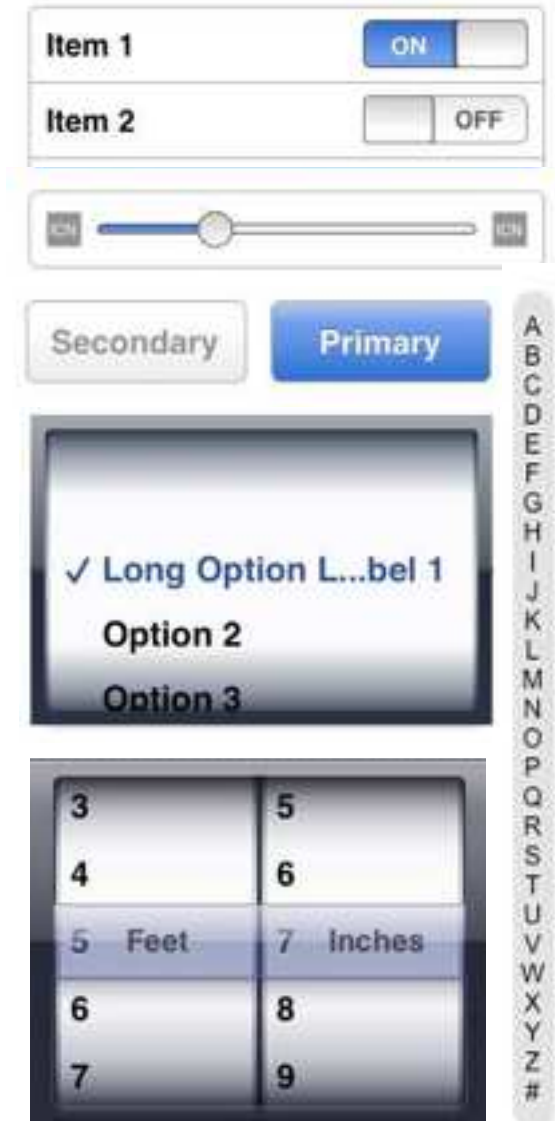 Item 1 ON
Item 2 OFF
ICN ICN
Secondary Primary
✓ Long Option L...bel 1
Option 2
Option 3
3 5
4 6
5 Feet 7 Inches
6 8
7 9
A
B
C
D
E
F
G
H
I
J
K
L
M
N
O
P
Q
R
S
T
U
V
W
X
Y
Z
#